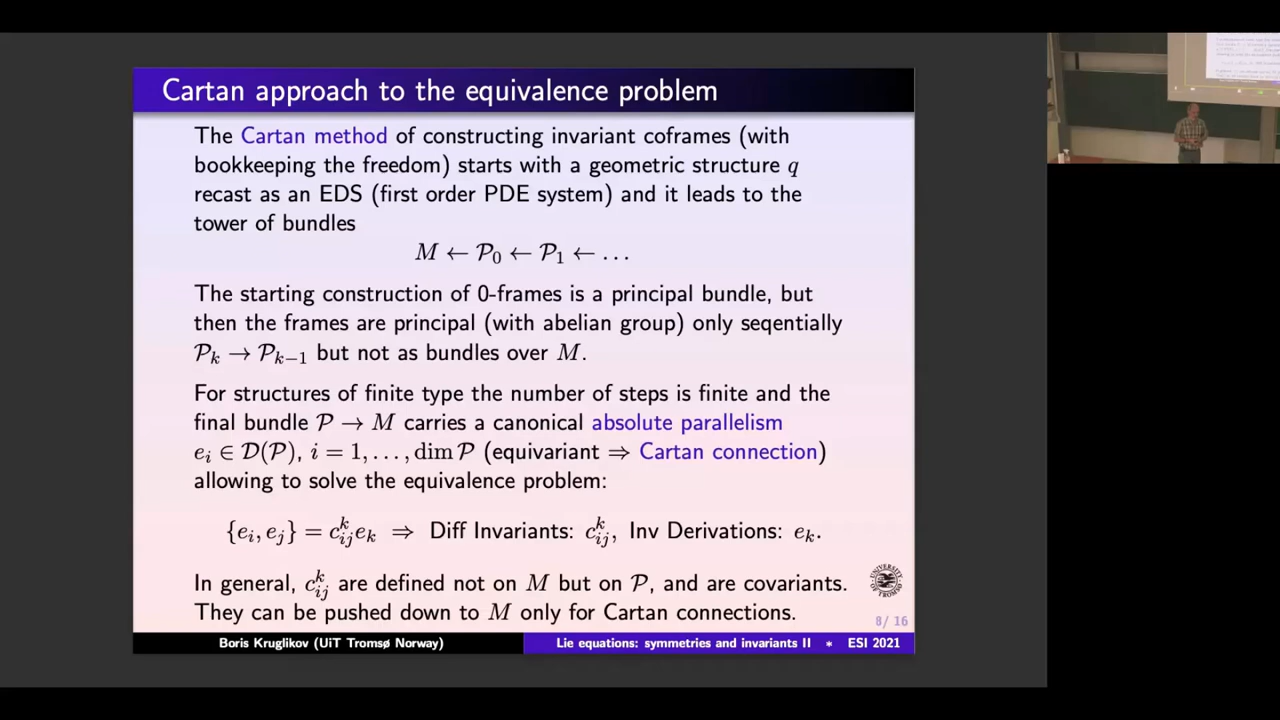 Cartan approach to the equivalence problem
The Cartan method of constructing invariant coframes (with
bookkeeping the freedom) starts with a geometric structure q
recast as an EDS (first order PDE system) and it leads to the
tower of bundles
M ← P₀ ← P₁ ← ...
The starting construction of 0-frames is a principal bundle, but
then the frames are principal (with abelian group) only seqentially
Pₖ → Pₖ₋₁ but not as bundles over M.
For structures of finite type the number of steps is finite and the
final bundle P → M carries a canonical absolute parallelism
eᵢ ∈ D(P), i = 1, ..., dim P (equivariant ⇒ Cartan connection)
allowing to solve the equivalence problem:
{eᵢ, eⱼ} = cᵢⱼᵏeₖ ⇒ Diff Invariants: cᵢⱼᵏ, Inv Derivations: eₖ.
In general, cᵢⱼᵏ are defined not on M but on P, and are covariants.
They can be pushed down to M only for Cartan connections.
UNIVERSITY OF TROMSØ
8/ 16
Boris Kruglikov (UiT Tromsø Norway) Lie equations: symmetries and invariants II * ESI 2021